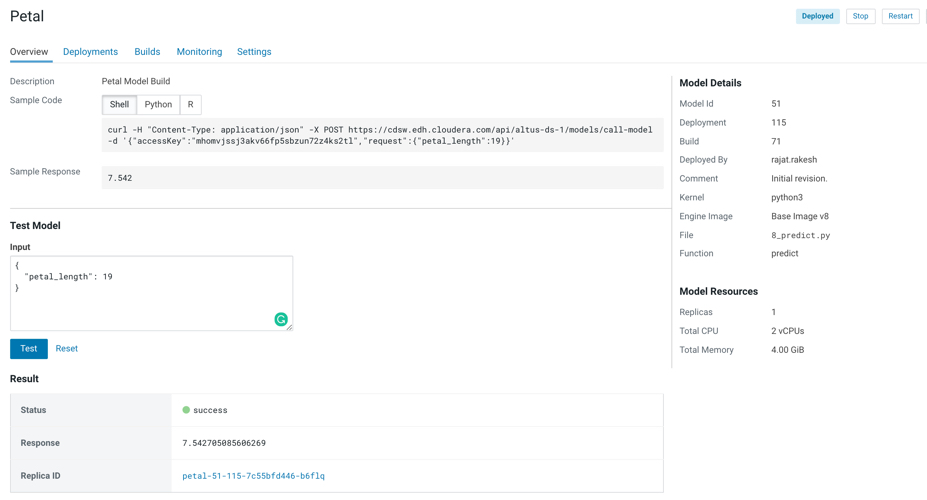 Petal
Deployed Stop Restart
Overview Deployments Builds Monitoring Settings
Description Petal Model Build
Sample Code Shell Python R
curl -H "Content-Type: application/json" -X POST https://cdsw.edh.cloudera.com/api/altus-ds-1/models/call-model
-d '{"accessKey":"mhomvjssj3akv66fp5sbzun72z4ks2tl","request":{"petal_length":19}}'
Sample Response 7.542
Test Model
Input
{
"petal_length": 19
}
Test Reset
Result
Status success
Response 7.542705085606269
Replica ID petal-51-115-7c55bfd446-b6flq
Model Details
Model Id 51
Deployment 115
Build 71
Deployed By rajat.rakesh
Comment Initial revision.
Kernel python3
Engine Image Base Image v8
File 8_predict.py
Function predict
Model Resources
Replicas 1
Total CPU 2 vCPUs
Total Memory 4.00 GiB